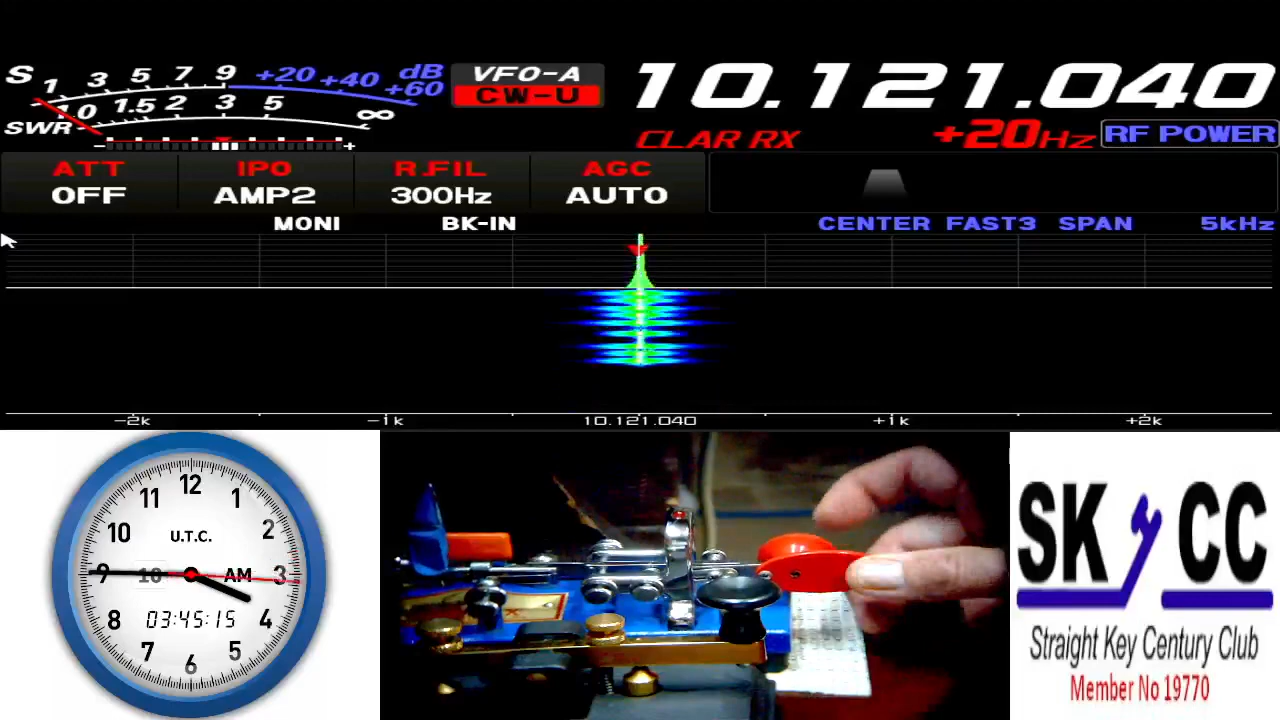 S 1 3 5 7 9 +20 +40 +60 dB
SWR 1.0 1.5 2 3 5 ∞
− +
VFO-A
CW-U
10.121.040
CLAR RX +20Hz RF POWER
ATT IPO R.FIL AGC
OFF AMP2 300Hz AUTO
MONI BK-IN CENTER FAST3 SPAN 5kHz
−2k −1k 10.121.040 +1k +2k
12
11 1
10 U.T.C. 2
9 10 AM 3
8 03:45:15 4
7 5
6
SK CC
Straight Key Century Club
Member No 19770